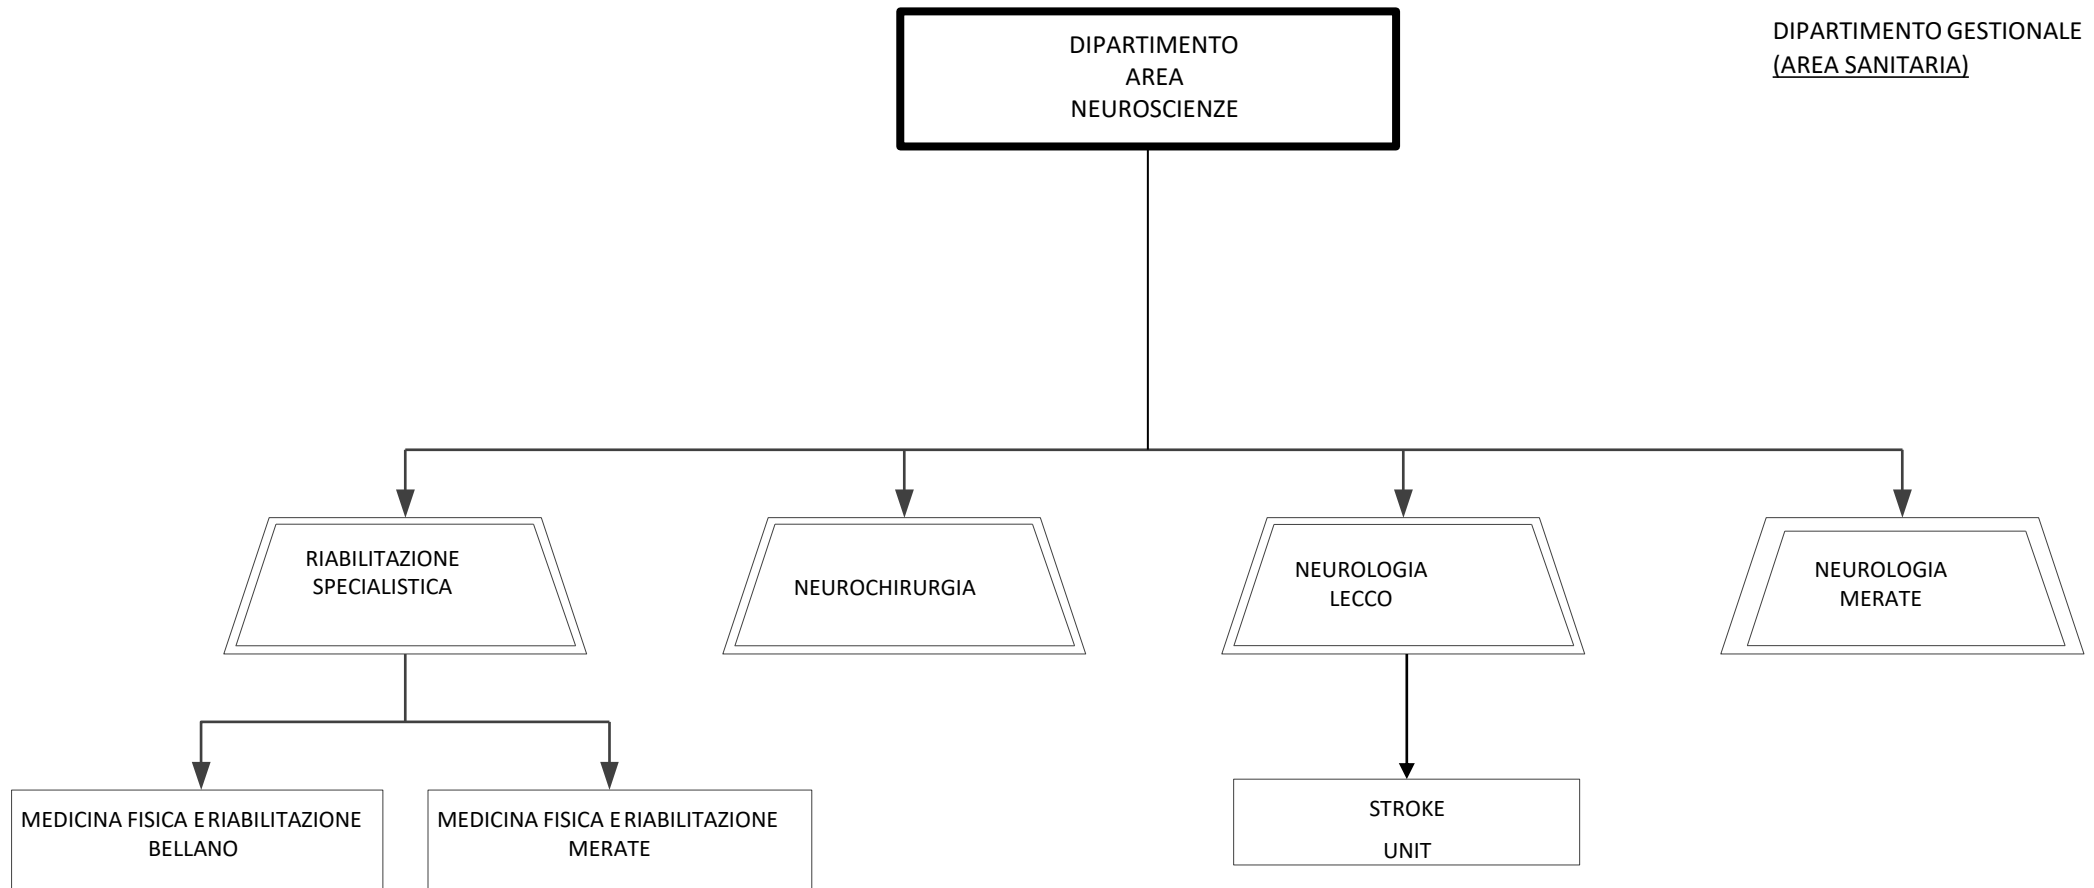 DIPARTIMENTO
AREA
NEUROSCIENZE
DIPARTIMENTO GESTIONALE
(AREA SANITARIA)
RIABILITAZIONE
SPECIALISTICA
NEUROCHIRURGIA
NEUROLOGIA
LECCO
NEUROLOGIA
MERATE
MEDICINA FISICA E RIABILITAZIONE
BELLANO
MEDICINA FISICA E RIABILITAZIONE
MERATE
STROKE
UNIT